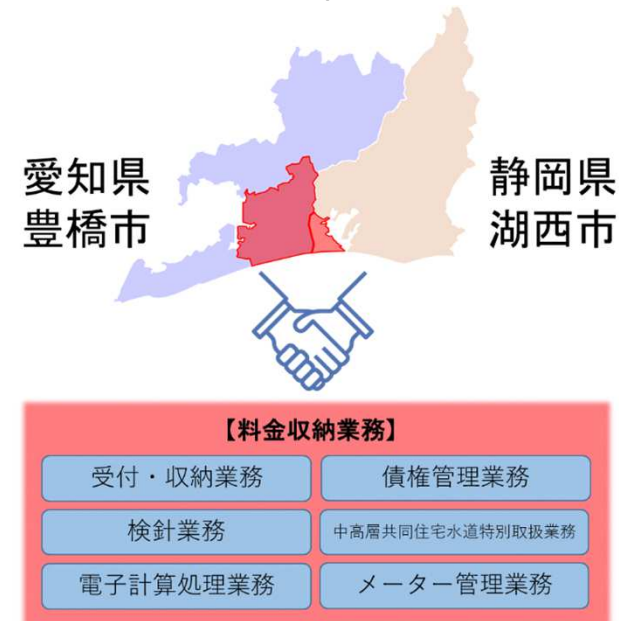 愛知県
豊橋市
静岡県
湖西市
【料金収納業務】
受付・収納業務
債権管理業務
検針業務
中高層共同住宅水道特別取扱業務
電子計算処理業務
メーター管理業務